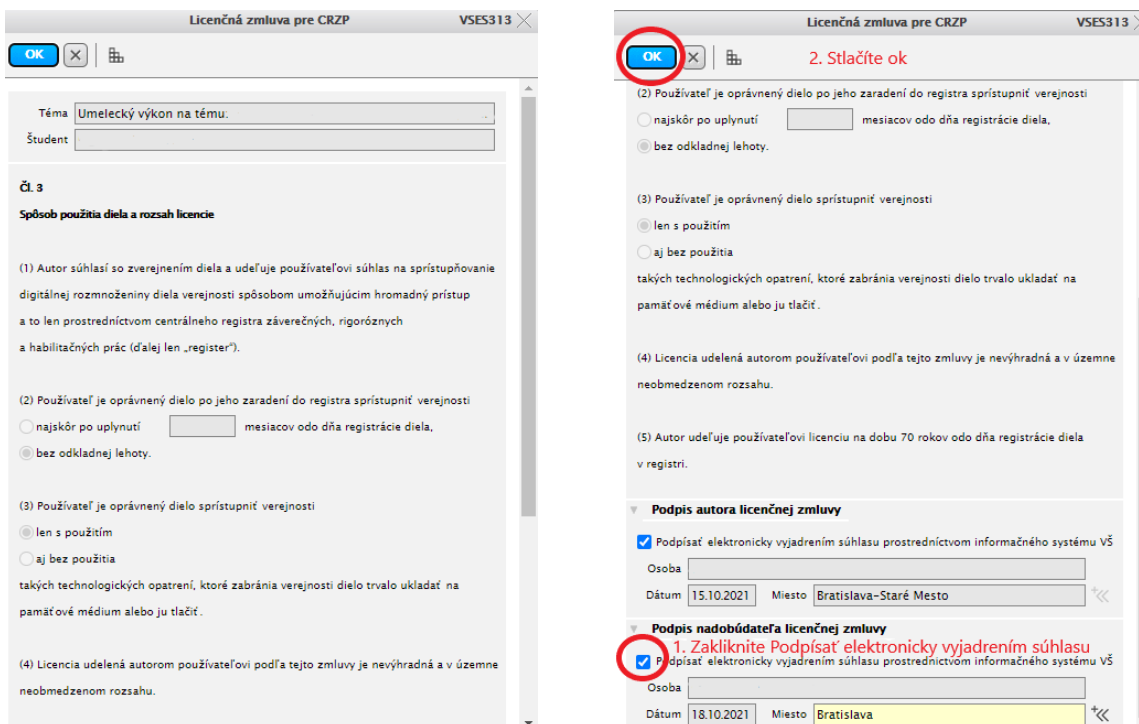 Licenčná zmluva pre CRZP VSES313
OK
Téma Umelecký výkon na tému:
Študent
Čl. 3
Spôsob použitia diela a rozsah licencie
(1) Autor súhlasí so zverejnením diela a udeľuje používateľovi súhlas na sprístupňovanie
digitálnej rozmnoženiny diela verejnosti spôsobom umožňujúcim hromadný prístup
a to len prostredníctvom centrálneho registra záverečných, rigoróznych
a habilitačných prác (ďalej len „register“).
(2) Používateľ je oprávnený dielo po jeho zaradení do registra sprístupniť verejnosti
najskôr po uplynutí mesiacov odo dňa registrácie diela,
bez odkladnej lehoty.
(3) Používateľ je oprávnený dielo sprístupniť verejnosti
len s použitím
aj bez použitia
takých technologických opatrení, ktoré zabránia verejnosti dielo trvalo ukladať na
pamäťové médium alebo ju tlačiť.
(4) Licencia udelená autorom používateľovi podľa tejto zmluvy je nevýhradná a v územne
neobmedzenom rozsahu.
Licenčná zmluva pre CRZP VSES313
OK 2. Stlačíte ok
(2) Používateľ je oprávnený dielo po jeho zaradení do registra sprístupniť verejnosti
najskôr po uplynutí mesiacov odo dňa registrácie diela,
bez odkladnej lehoty.
(3) Používateľ je oprávnený dielo sprístupniť verejnosti
len s použitím
aj bez použitia
takých technologických opatrení, ktoré zabránia verejnosti dielo trvalo ukladať na
pamäťové médium alebo ju tlačiť.
(4) Licencia udelená autorom používateľovi podľa tejto zmluvy je nevýhradná a v územne
neobmedzenom rozsahu.
(5) Autor udeľuje používateľovi licenciu na dobu 70 rokov odo dňa registrácie diela
v registri.
Podpis autora licenčnej zmluvy
Podpísať elektronicky vyjadrením súhlasu prostredníctvom informačného systému VŠ
Osoba
Dátum 15.10.2021 Miesto Bratislava-Staré Mesto
Podpis nadobúdateľa licenčnej zmluvy
1. Zakliknite Podpísať elektronicky vyjadrením súhlasu
Podpísať elektronicky vyjadrením súhlasu prostredníctvom informačného systému VŠ
Osoba
Dátum 18.10.2021 Miesto Bratislava